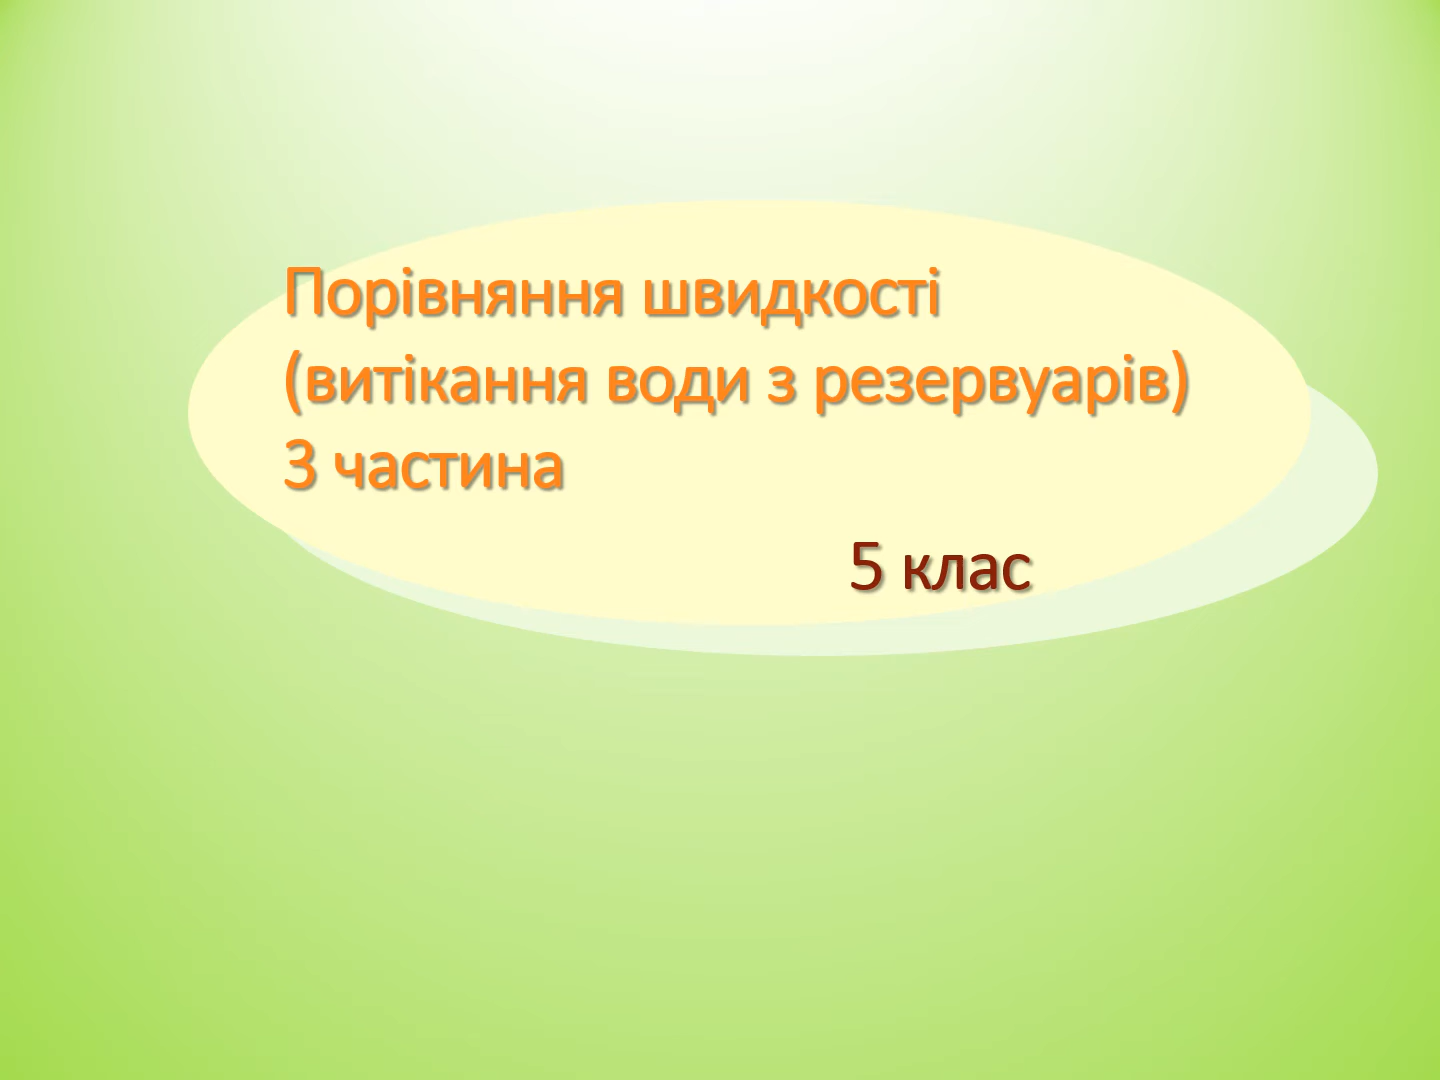 Порівняння швидкості
(витікання води з резервуарів)
3 частина
5 клас